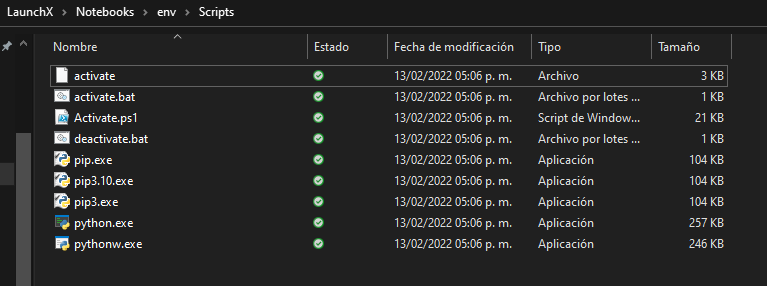 LaunchX > Notebooks > env > Scripts
Nombre Estado Fecha de modificación Tipo Tamaño
activate 13/02/2022 05:06 p. m. Archivo 3 KB
activate.bat 13/02/2022 05:06 p. m. Archivo por lotes ... 1 KB
Activate.ps1 13/02/2022 05:06 p. m. Script de Window... 21 KB
deactivate.bat 13/02/2022 05:06 p. m. Archivo por lotes ... 1 KB
pip.exe 13/02/2022 05:06 p. m. Aplicación 104 KB
pip3.10.exe 13/02/2022 05:06 p. m. Aplicación 104 KB
pip3.exe 13/02/2022 05:06 p. m. Aplicación 104 KB
python.exe 13/02/2022 05:06 p. m. Aplicación 257 KB
pythonw.exe 13/02/2022 05:06 p. m. Aplicación 246 KB